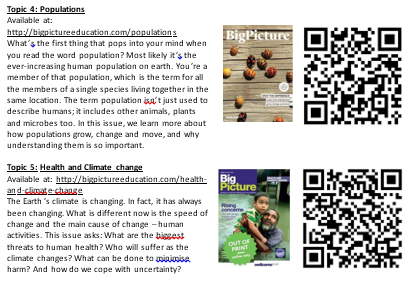 Topic 4: Populations
Available at:
http://bigpictureeducation.com/populations
What's the first thing that pops into your mind when
you read the word population? Most likely it's the
ever-increasing human population on earth. You're a
member of that population, which is the term for all
the members of a single species living together in the
same location. The term population isn't just used to
describe humans; it includes other animals, plants
and microbes too. In this issue, we learn more about
how populations grow, change and move, and why
understanding them is so important.
BigPicture
Topic 5: Health and Climate change
Available at: http://bigpictureeducation.com/health-
and-climate-change
The Earth 's climate is changing. In fact, it has always
been changing. What is different now is the speed of
change and the main cause of change – human
activities. This issue asks: What are the biggest
threats to human health? Who will suffer as the
climate changes? What can be done to minimise
harm? And how do we cope with uncertainty?
Big
Picture
Rising
concerns
OUT OF
PRINT